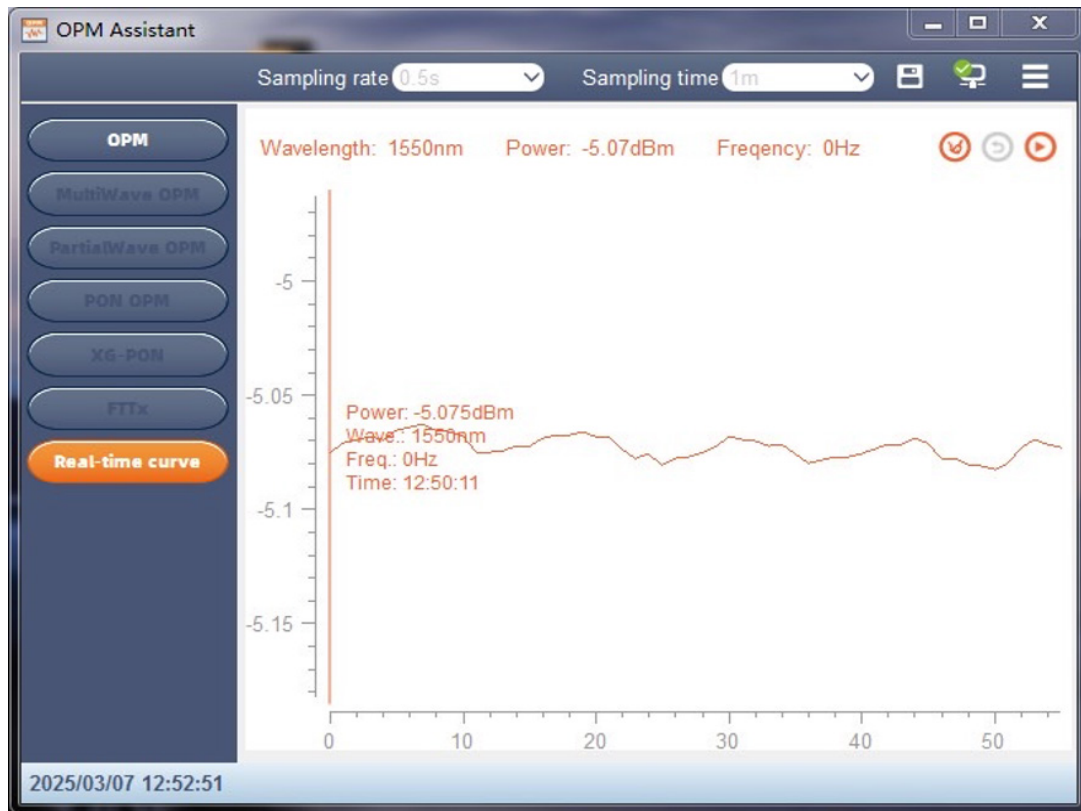 OPM Assistant
Sampling rate 0.5s Sampling time 1m
OPM
MultiWave OPM
PartialWave OPM
PON OPM
XG-PON
FTTx
Real-time curve
Wavelength: 1550nm Power: -5.07dBm Freqency: 0Hz
-5
-5.05
-5.1
-5.15
Power: -5.075dBm
Wave.: 1550nm
Freq.: 0Hz
Time: 12:50:11
0 10 20 30 40 50
2025/03/07 12:52:51